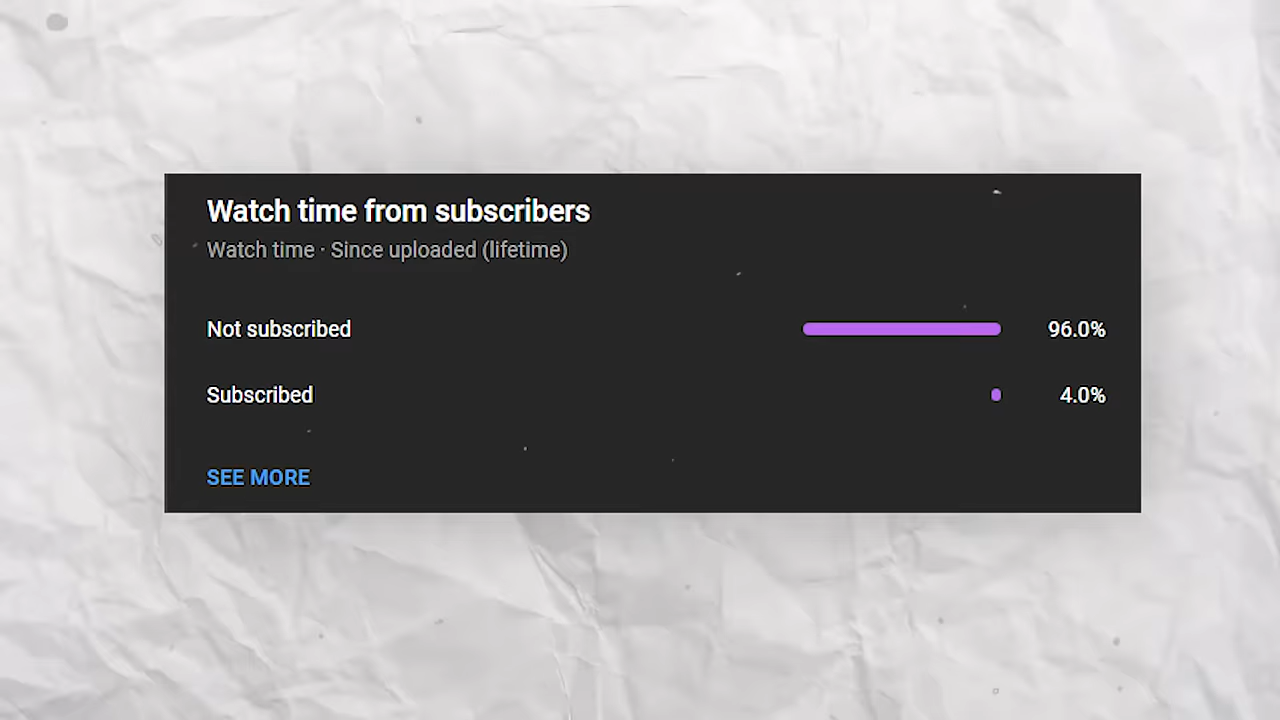 Watch time from subscribers
Watch time · Since uploaded (lifetime)
Not subscribed 96.0%
Subscribed 4.0%
SEE MORE